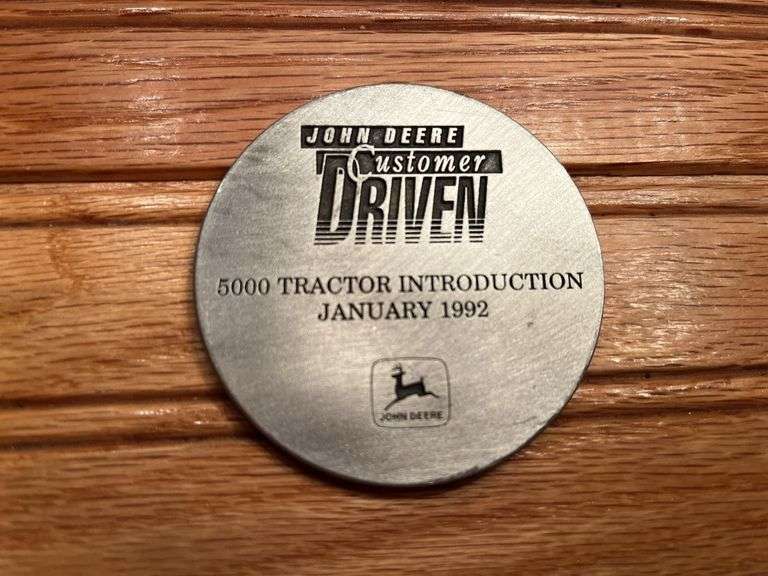 JOHN DEERE
Customer
DRIVEN
5000 TRACTOR INTRODUCTION
JANUARY 1992
JOHN DEERE